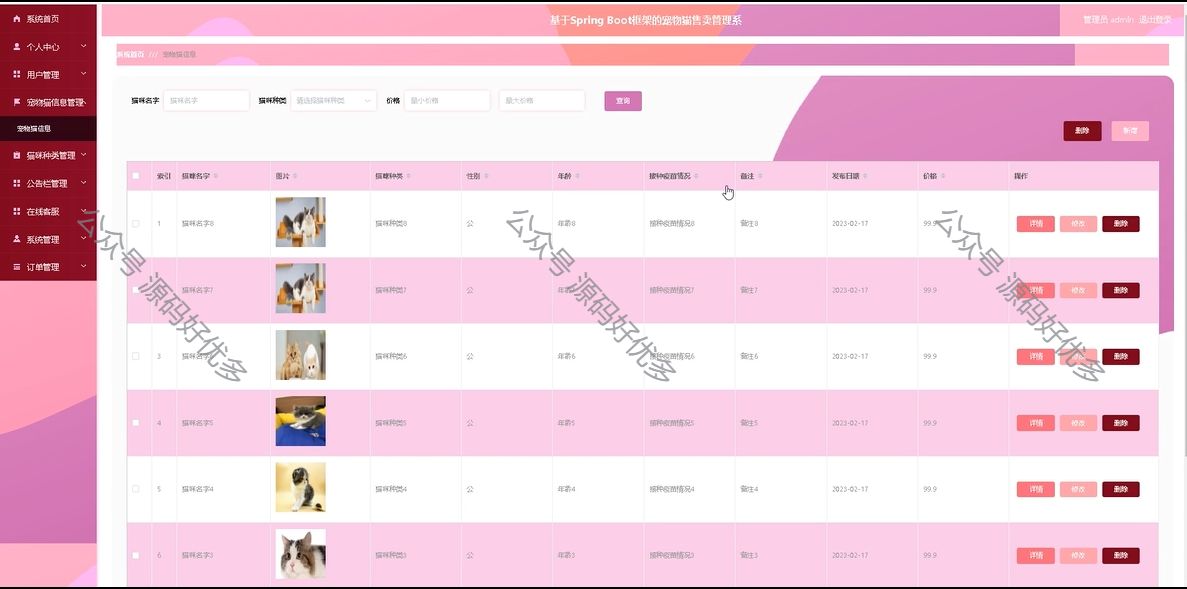 系统首页
基于Spring Boot框架的宠物猫售卖管理系
管理员 admin 退出登录
个人中心
系统首页 /// 宠物猫信息
用户管理
宠物猫信息管理
猫咪名字 猫咪名字 猫咪种类 请选择猫咪种类 价格 最小价格 最大价格 查询
宠物猫信息
删除 新增
猫咪种类管理
索引 猫咪名字 图片 猫咪种类 性别 年龄 接种疫苗情况 备注 发布日期 价格 操作
公告栏管理
在线客服
1 猫咪名字8 猫咪种类8 公 年龄8 接种疫苗情况8 备注8 2023-02-17 99.9 详情 修改 删除
系统管理
订单管理
猫咪名字7 猫咪种类7 公 年龄7 接种疫苗情况7 备注7 2023-02-17 99.9 详情 修改 删除
3 猫咪名字6 猫咪种类6 公 年龄6 接种疫苗情况6 备注6 2023-02-17 99.9 详情 删除
4 猫咪名字5 猫咪种类5 公 年龄5 接种疫苗情况5 备注5 2023-02-17 99.9 详情 修改 删除
5 猫咪名字4 猫咪种类4 公 年龄4 接种疫苗情况4 备注4 2023-02-17 99.9 详情 修改 删除
6 猫咪名字3 猫咪种类3 公 年龄3 接种疫苗情况3 备注3 2023-02-17 99.9 详情 修改 删除
公众号 源码好优多
公众号 源码好优多
公众号 源码好优多